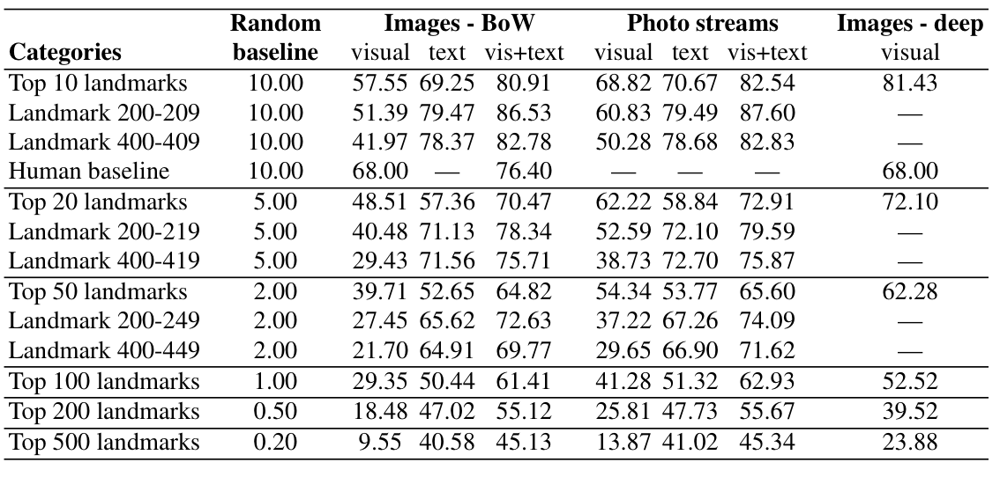 Random Images - BoW Photo streams Images - deep
Categories baseline visual text vis+text visual text vis+text visual
Top 10 landmarks 10.00 57.55 69.25 80.91 68.82 70.67 82.54 81.43
Landmark 200-209 10.00 51.39 79.47 86.53 60.83 79.49 87.60 —
Landmark 400-409 10.00 41.97 78.37 82.78 50.28 78.68 82.83 —
Human baseline 10.00 68.00 — 76.40 — — — 68.00
Top 20 landmarks 5.00 48.51 57.36 70.47 62.22 58.84 72.91 72.10
Landmark 200-219 5.00 40.48 71.13 78.34 52.59 72.10 79.59 —
Landmark 400-419 5.00 29.43 71.56 75.71 38.73 72.70 75.87 —
Top 50 landmarks 2.00 39.71 52.65 64.82 54.34 53.77 65.60 62.28
Landmark 200-249 2.00 27.45 65.62 72.63 37.22 67.26 74.09 —
Landmark 400-449 2.00 21.70 64.91 69.77 29.65 66.90 71.62 —
Top 100 landmarks 1.00 29.35 50.44 61.41 41.28 51.32 62.93 52.52
Top 200 landmarks 0.50 18.48 47.02 55.12 25.81 47.73 55.67 39.52
Top 500 landmarks 0.20 9.55 40.58 45.13 13.87 41.02 45.34 23.88